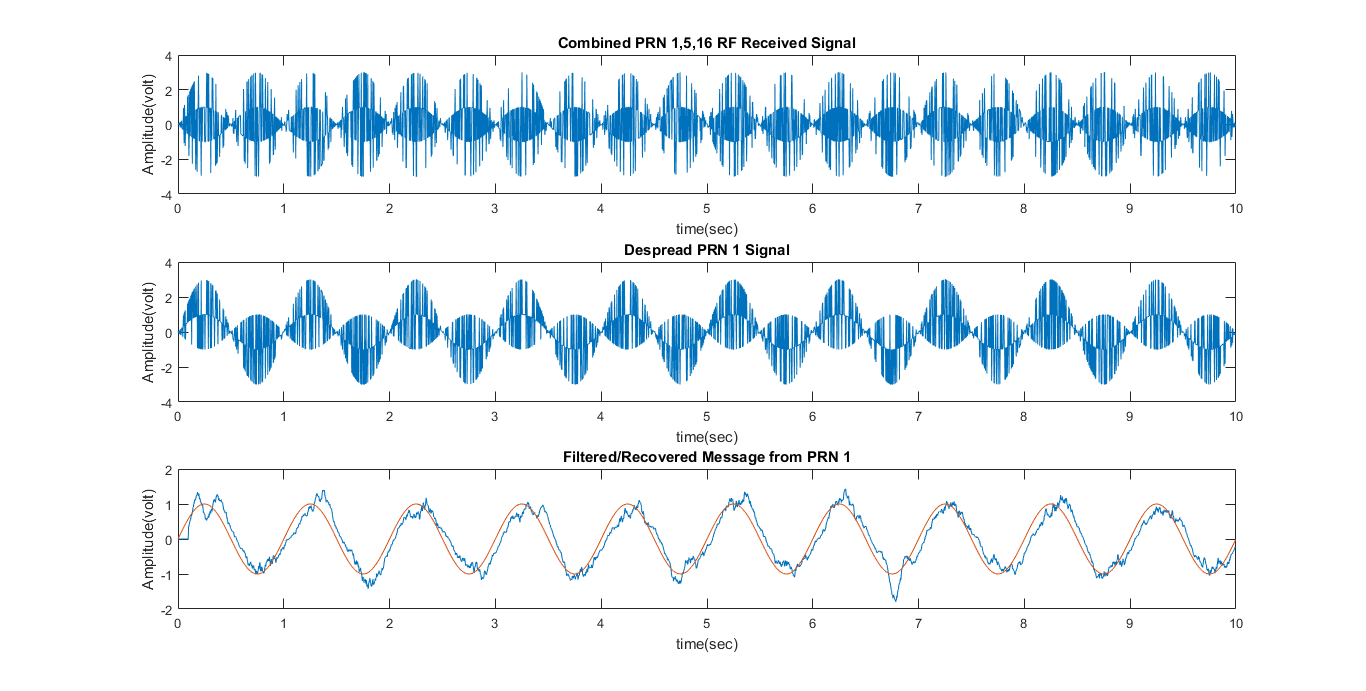 Combined PRN 1,5,16 RF Received Signal
4
2
0
-2
-4
Amplitude(volt)
0 1 2 3 4 5 6 7 8 9 10
time(sec)
Despread PRN 1 Signal
4
2
0
-2
-4
Amplitude(volt)
0 1 2 3 4 5 6 7 8 9 10
time(sec)
Filtered/Recovered Message from PRN 1
2
1
0
-1
-2
Amplitude(volt)
0 1 2 3 4 5 6 7 8 9 10
time(sec)